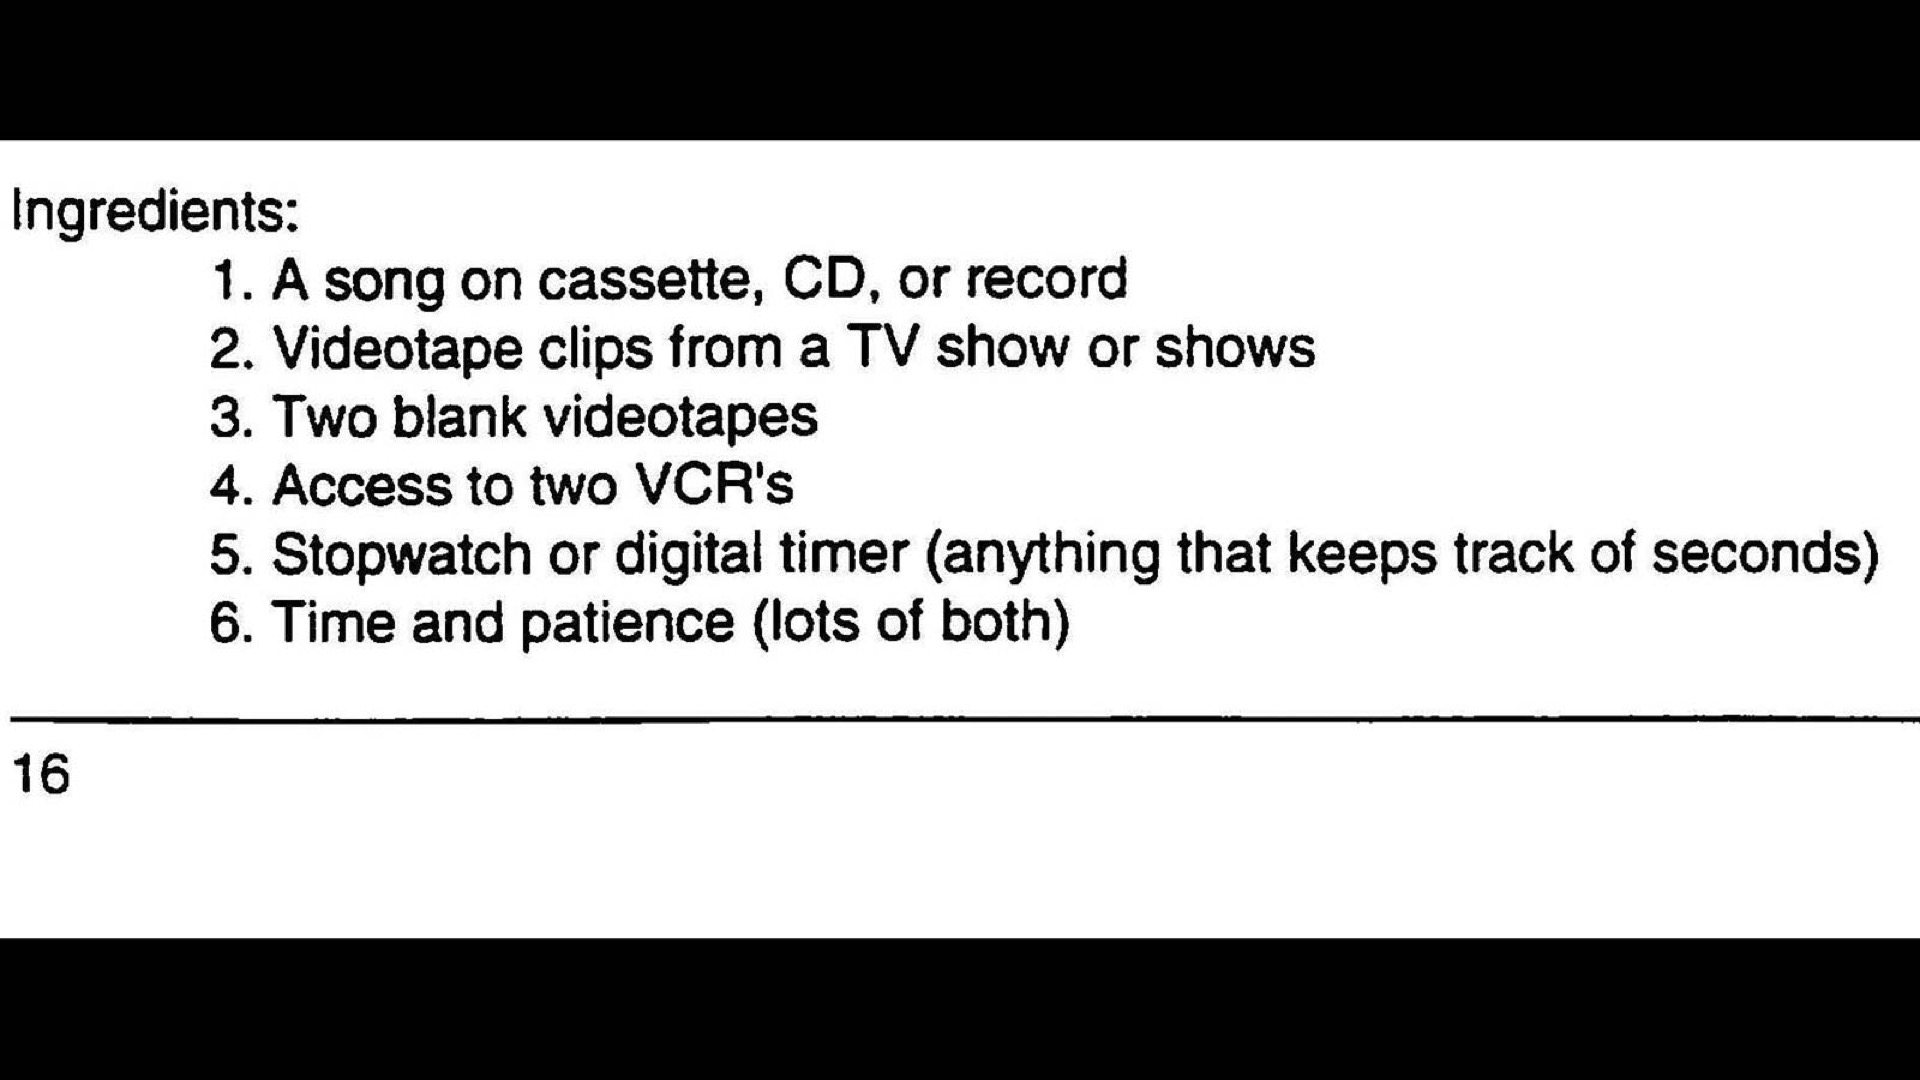 Ingredients:
1. A song on cassette, CD, or record
2. Videotape clips from a TV show or shows
3. Two blank videotapes
4. Access to two VCR's
5. Stopwatch or digital timer (anything that keeps track of seconds)
6. Time and patience (lots of both)
16